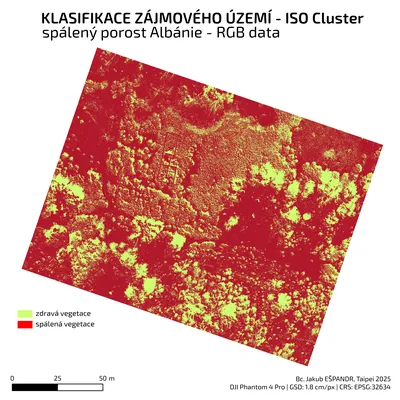 KLASIFIKACE ZÁJMOVÉHO ÚZEMÍ - ISO Cluster
spálený porost Albánie - RGB data
zdravá vegetace
spálená vegetace
0 25 50 m
Bc. Jakub EŠPANOR, Taipei 2025
DJI Phantom 4 Pro | GSD: 1.8 cm/px | CRS: EPSG:32634